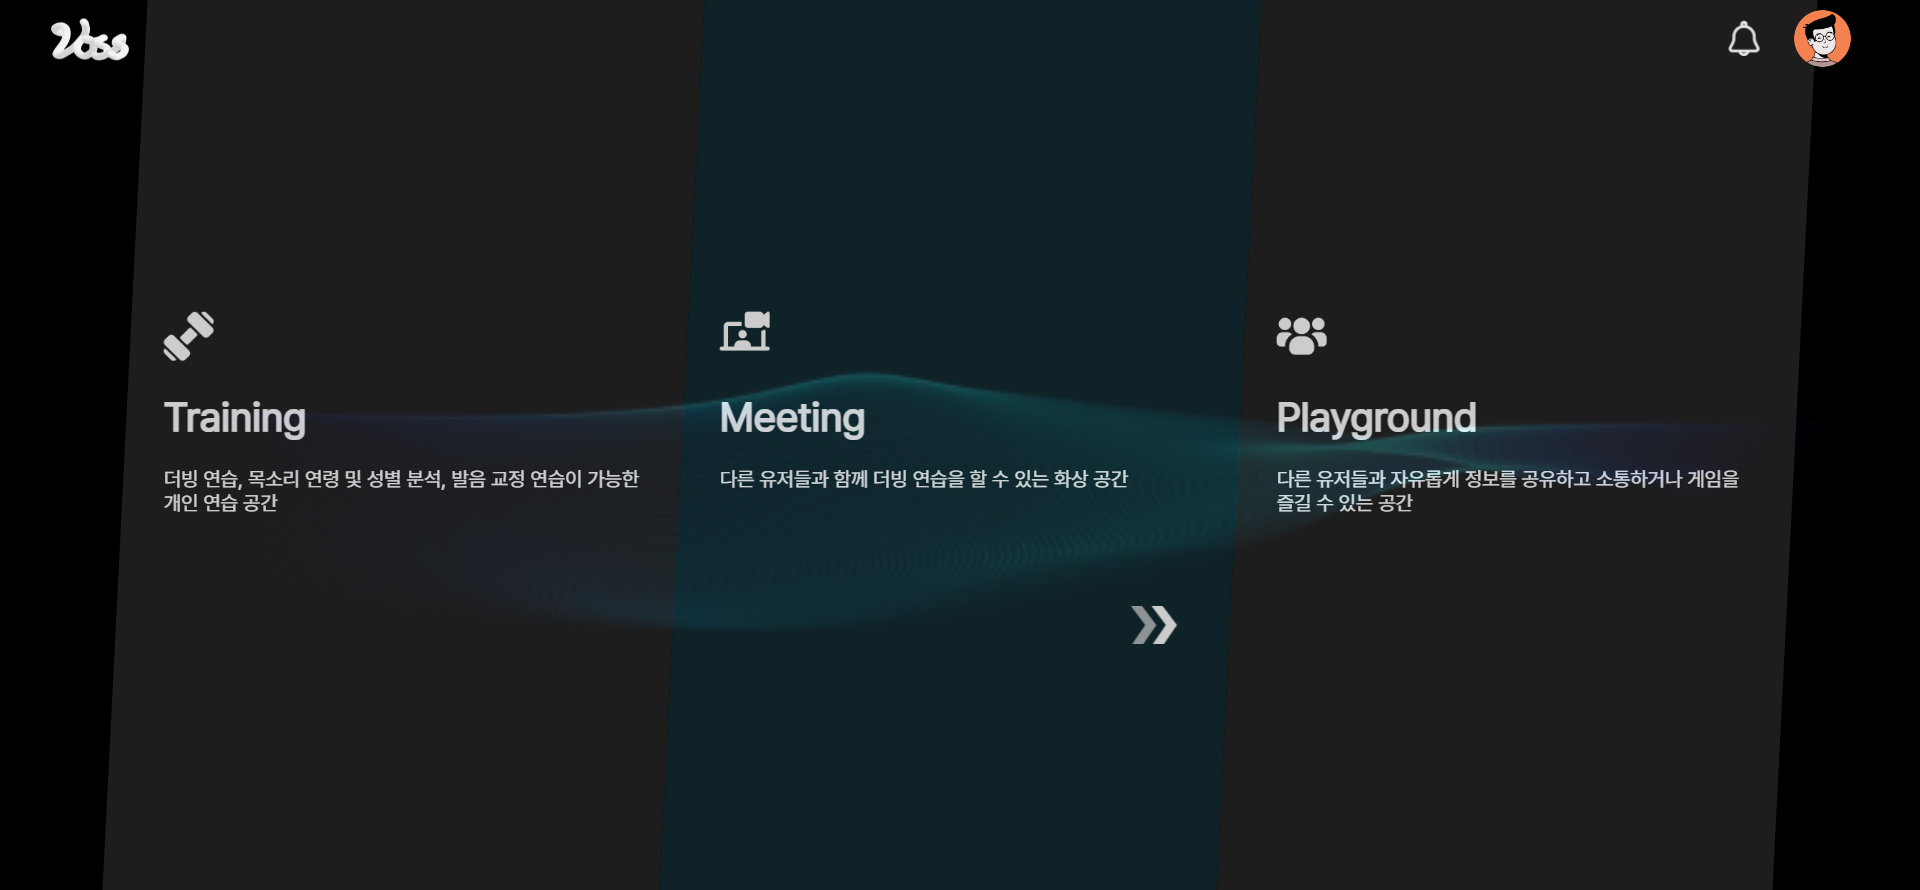 Training
더빙 연습, 목소리 연령 및 성별 분석, 발음 교정 연습이 가능한
개인 연습 공간
Meeting
다른 유저들과 함께 더빙 연습을 할 수 있는 화상 공간
Playground
다른 유저들과 자유롭게 정보를 공유하고 소통하거나 게임을
즐길 수 있는 공간